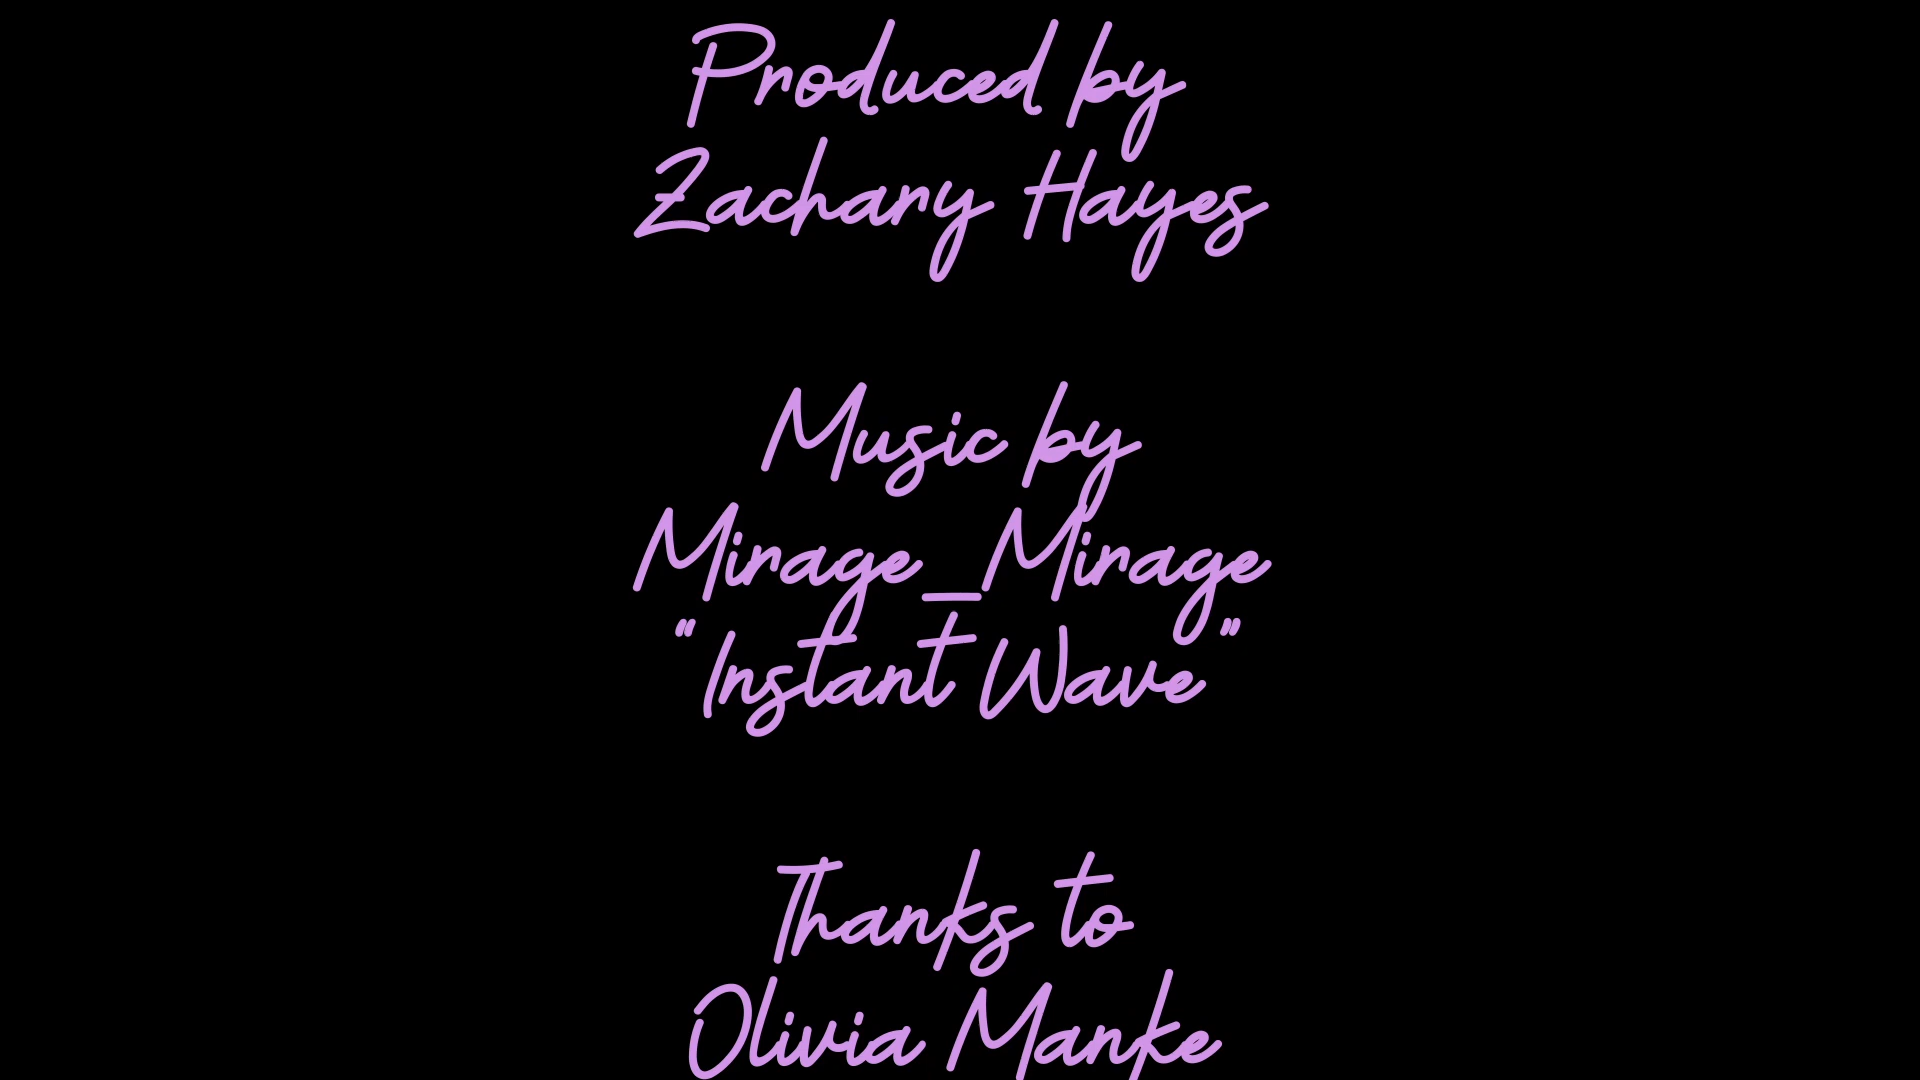 Produced by
Zachary Hayes
Music by
Mirage_Mirage
"Instant Wave"
Thanks to
Olivia Manke